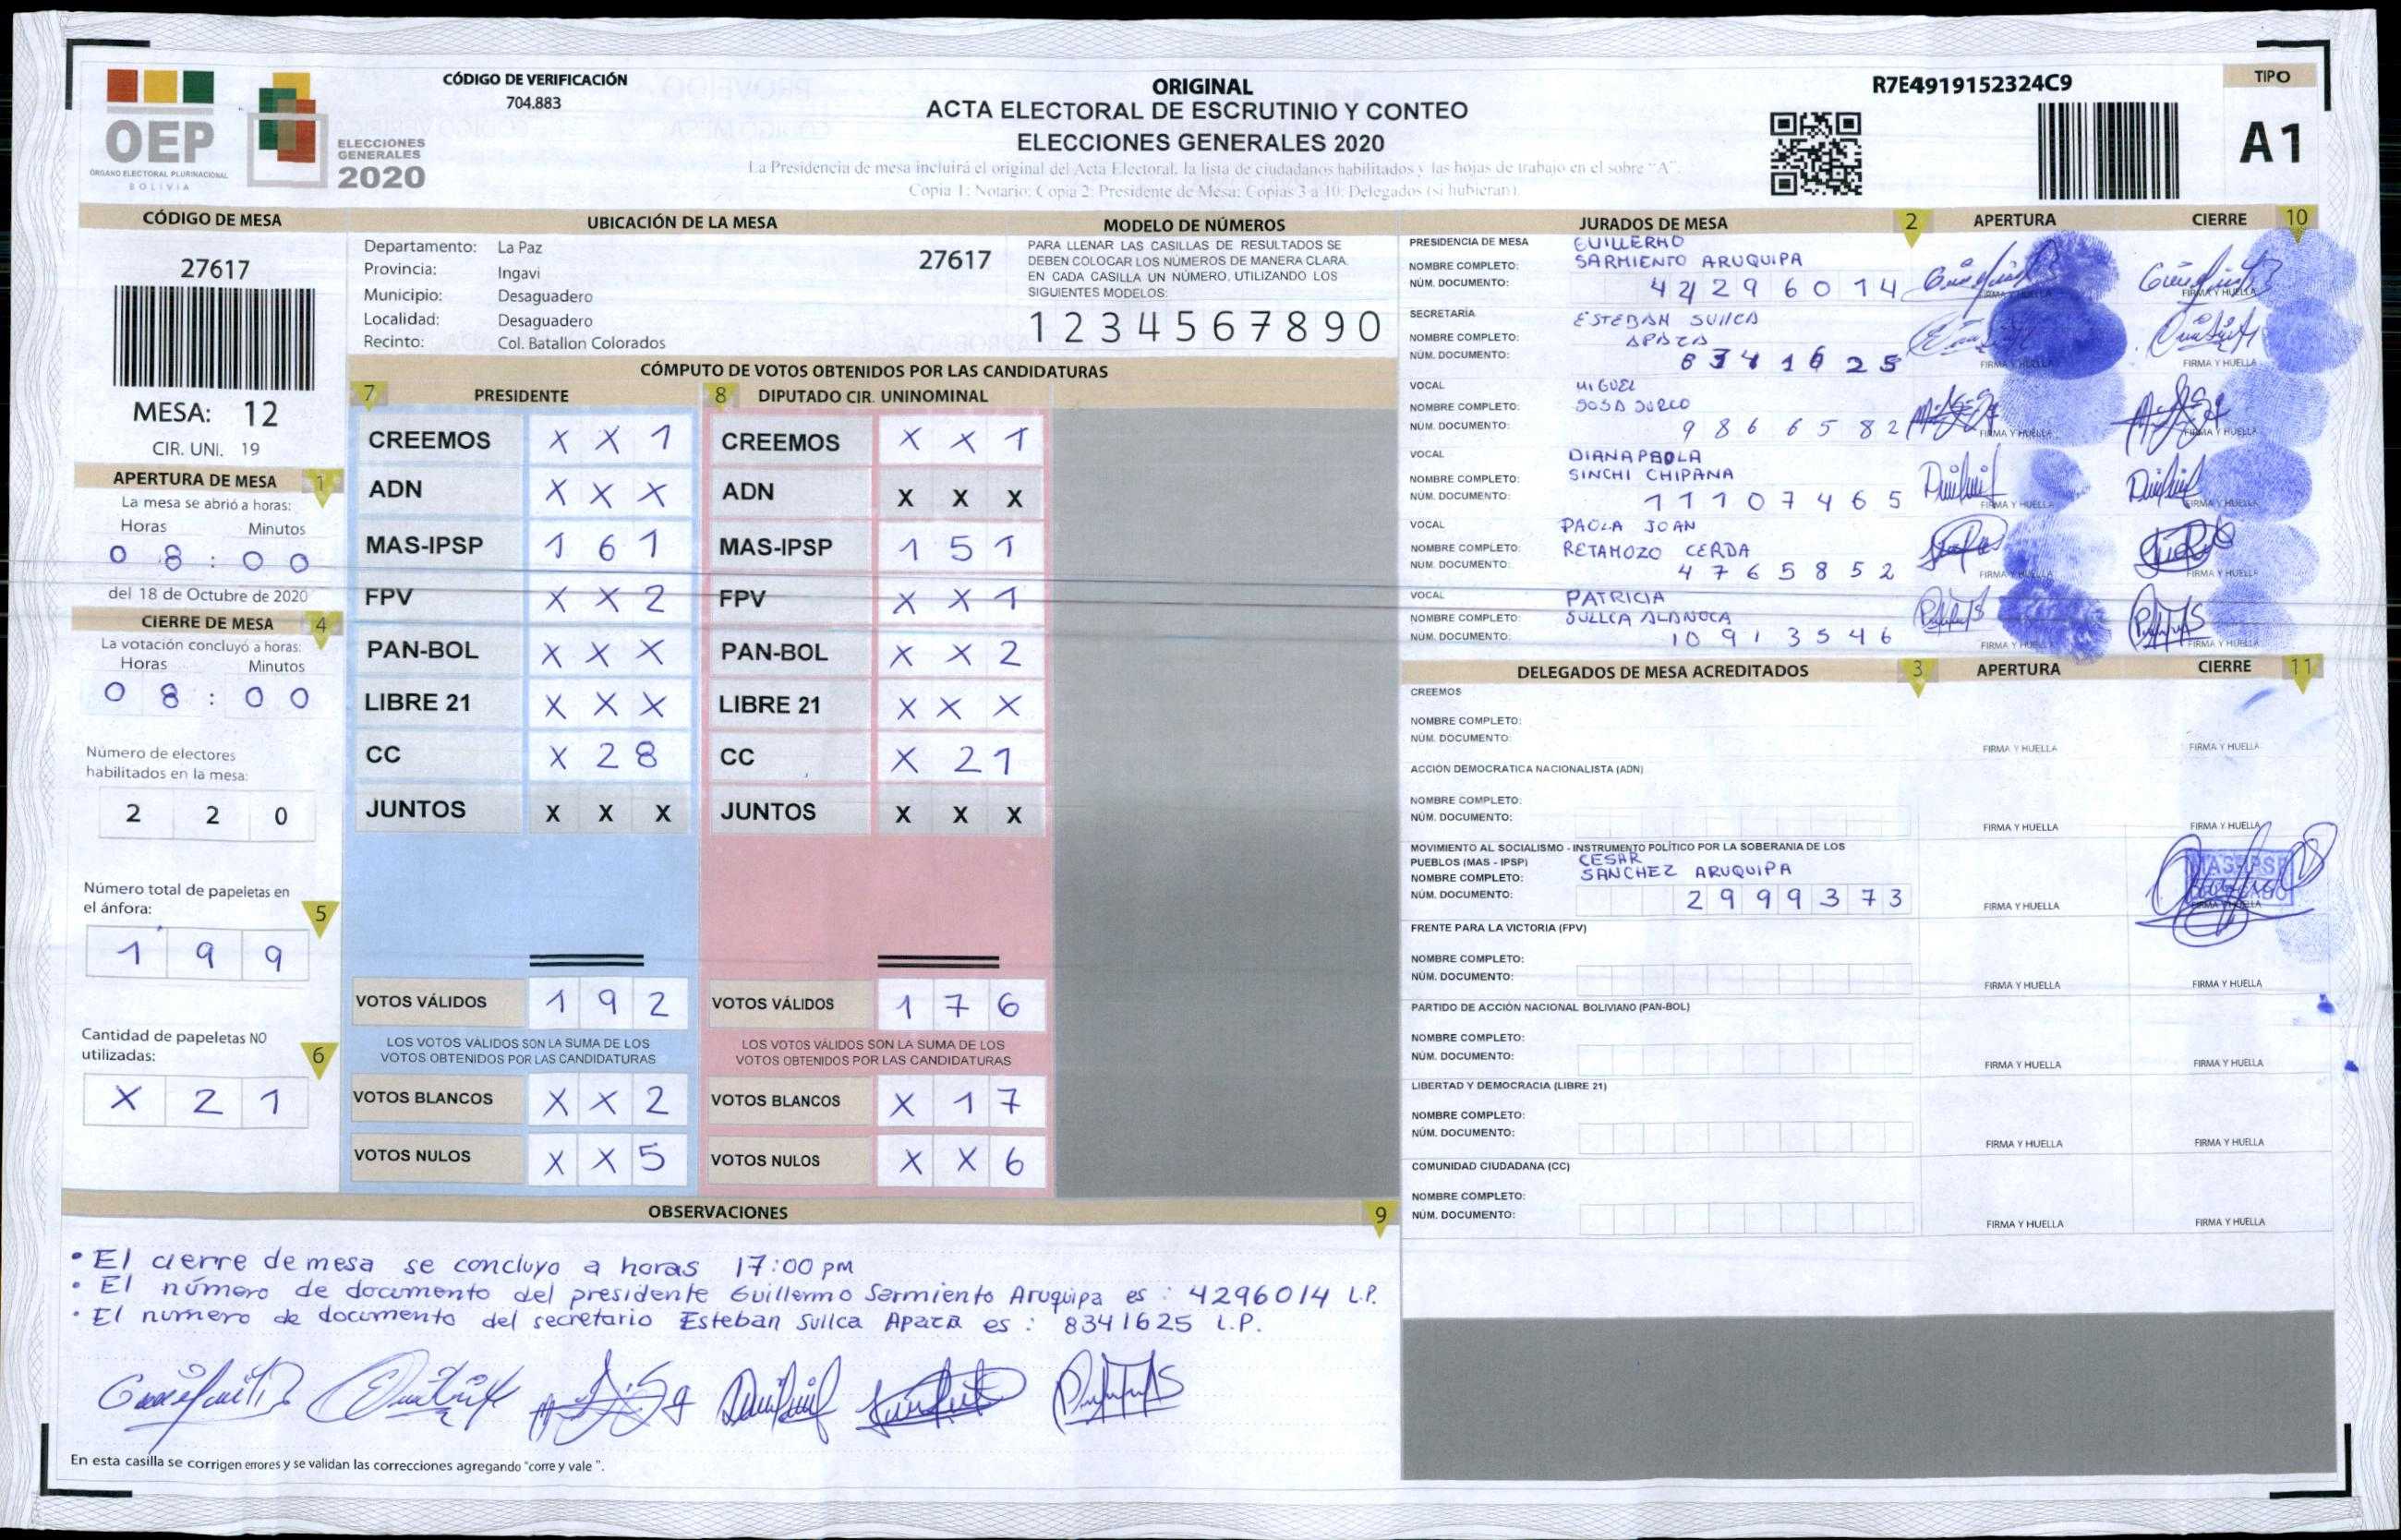 OEP
ÓRGANO ELECTORAL PLURINACIONAL
BOLIVIA
ELECCIONES
GENERALES
2020
CÓDIGO DE VERIFICACIÓN
704.883
ORIGINAL
ACTA ELECTORAL DE ESCRUTINIO Y CONTEO
ELECCIONES GENERALES 2020
La Presidencia de mesa incluirá el original del Acta Electoral, la lista de ciudadanos habilitados y las hojas de trabajo en el sobre "A".
Copia 1: Notario; Copia 2: Presidente de Mesa; Copias 3 a 10: Delegados (si hubieran).
R7E4919152324C9
TIPO
A1
CÓDIGO DE MESA
27617
MESA: 12
CIR. UNI. 19
APERTURA DE MESA 1
La mesa se abrió a horas:
Horas Minutos
0 8 : 0 0
del 18 de Octubre de 2020
CIERRE DE MESA 4
La votación concluyó a horas:
Horas Minutos
0 8 : 0 0
Número de electores
habilitados en la mesa:
2 2 0
Número total de papeletas en
el ánfora: 5
1 9 9
Cantidad de papeletas NO
utilizadas: 6
X 2 1
UBICACIÓN DE LA MESA
Departamento: La Paz
Provincia: Ingavi
Municipio: Desaguadero
Localidad: Desaguadero
Recinto: Col. Batallon Colorados
27617
MODELO DE NÚMEROS
PARA LLENAR LAS CASILLAS DE RESULTADOS SE
DEBEN COLOCAR LOS NÚMEROS DE MANERA CLARA.
EN CADA CASILLA UN NÚMERO, UTILIZANDO LOS
SIGUIENTES MODELOS:
1 2 3 4 5 6 7 8 9 0
CÓMPUTO DE VOTOS OBTENIDOS POR LAS CANDIDATURAS
7 PRESIDENTE
CREEMOS X X 1
ADN X X X
MAS-IPSP 1 6 1
FPV X X 2
PAN-BOL X X X
LIBRE 21 X X X
CC X 2 8
JUNTOS X X X
VOTOS VÁLIDOS 1 9 2
LOS VOTOS VÁLIDOS SON LA SUMA DE LOS
VOTOS OBTENIDOS POR LAS CANDIDATURAS
VOTOS BLANCOS X X 2
VOTOS NULOS X X 5
8 DIPUTADO CIR. UNINOMINAL
CREEMOS X X 1
ADN X X X
MAS-IPSP 1 5 1
FPV X X 1
PAN-BOL X X 2
LIBRE 21 X X X
CC X 2 1
JUNTOS X X X
VOTOS VÁLIDOS 1 7 6
LOS VOTOS VÁLIDOS SON LA SUMA DE LOS
VOTOS OBTENIDOS POR LAS CANDIDATURAS
VOTOS BLANCOS X 1 7
VOTOS NULOS X X 6
JURADOS DE MESA 2 APERTURA CIERRE 10
PRESIDENCIA DE MESA GUILLERMO
NOMBRE COMPLETO: SARMIENTO ARUQUIPA
NÚM. DOCUMENTO: 4 2 9 6 0 1 4
FIRMA Y HUELLA FIRMA Y HUELLA
SECRETARÍA ESTEBAN SULLCA
NOMBRE COMPLETO: APAZA
NÚM. DOCUMENTO: 8 3 4 1 6 2 5
FIRMA Y HUELLA FIRMA Y HUELLA
VOCAL MIGUEL
NOMBRE COMPLETO: SOSA SURCO
NÚM. DOCUMENTO: 9 8 6 6 5 8 2
FIRMA Y HUELLA FIRMA Y HUELLA
VOCAL DIANA PAOLA
NOMBRE COMPLETO: SINCHI CHIPANA
NÚM. DOCUMENTO: 1 1 1 0 7 4 6 5
FIRMA Y HUELLA FIRMA Y HUELLA
VOCAL PAOLA JOAN
NOMBRE COMPLETO: RETAMOZO CERDA
NÚM. DOCUMENTO: 4 7 6 5 8 5 2
FIRMA Y HUELLA FIRMA Y HUELLA
VOCAL PATRICIA
NOMBRE COMPLETO: SULLCA ALANOCA
NÚM. DOCUMENTO: 10 9 1 3 5 4 6
FIRMA Y HUELLA FIRMA Y HUELLA
DELEGADOS DE MESA ACREDITADOS 3 APERTURA CIERRE 11
CREEMOS
NOMBRE COMPLETO:
NÚM. DOCUMENTO:
FIRMA Y HUELLA FIRMA Y HUELLA
ACCIÓN DEMOCRATICA NACIONALISTA (ADN)
NOMBRE COMPLETO:
NÚM. DOCUMENTO:
FIRMA Y HUELLA FIRMA Y HUELLA
MOVIMIENTO AL SOCIALISMO - INSTRUMENTO POLÍTICO POR LA SOBERANIA DE LOS
PUEBLOS (MAS - IPSP) CESAR
NOMBRE COMPLETO: SANCHEZ ARUQUIPA
NÚM. DOCUMENTO: 2 9 9 9 3 7 3
FIRMA Y HUELLA
FRENTE PARA LA VICTORIA (FPV)
NOMBRE COMPLETO:
NÚM. DOCUMENTO:
FIRMA Y HUELLA FIRMA Y HUELLA
PARTIDO DE ACCIÓN NACIONAL BOLIVIANO (PAN-BOL)
NOMBRE COMPLETO:
NÚM. DOCUMENTO:
FIRMA Y HUELLA FIRMA Y HUELLA
LIBERTAD Y DEMOCRACIA (LIBRE 21)
NOMBRE COMPLETO:
NÚM. DOCUMENTO:
FIRMA Y HUELLA FIRMA Y HUELLA
COMUNIDAD CIUDADANA (CC)
NOMBRE COMPLETO:
NÚM. DOCUMENTO:
FIRMA Y HUELLA FIRMA Y HUELLA
OBSERVACIONES 9
• El cierre de mesa se concluyo a horas 17:00 pm
• El número de documento del presidente Guillermo Sarmiento Aruquipa es : 4296014 L.P.
• El numero de documento del secretario Esteban Sullca Apaza es : 8341625 L.P.
En esta casilla se corrigen errores y se validan las correcciones agregando "corre y vale ".